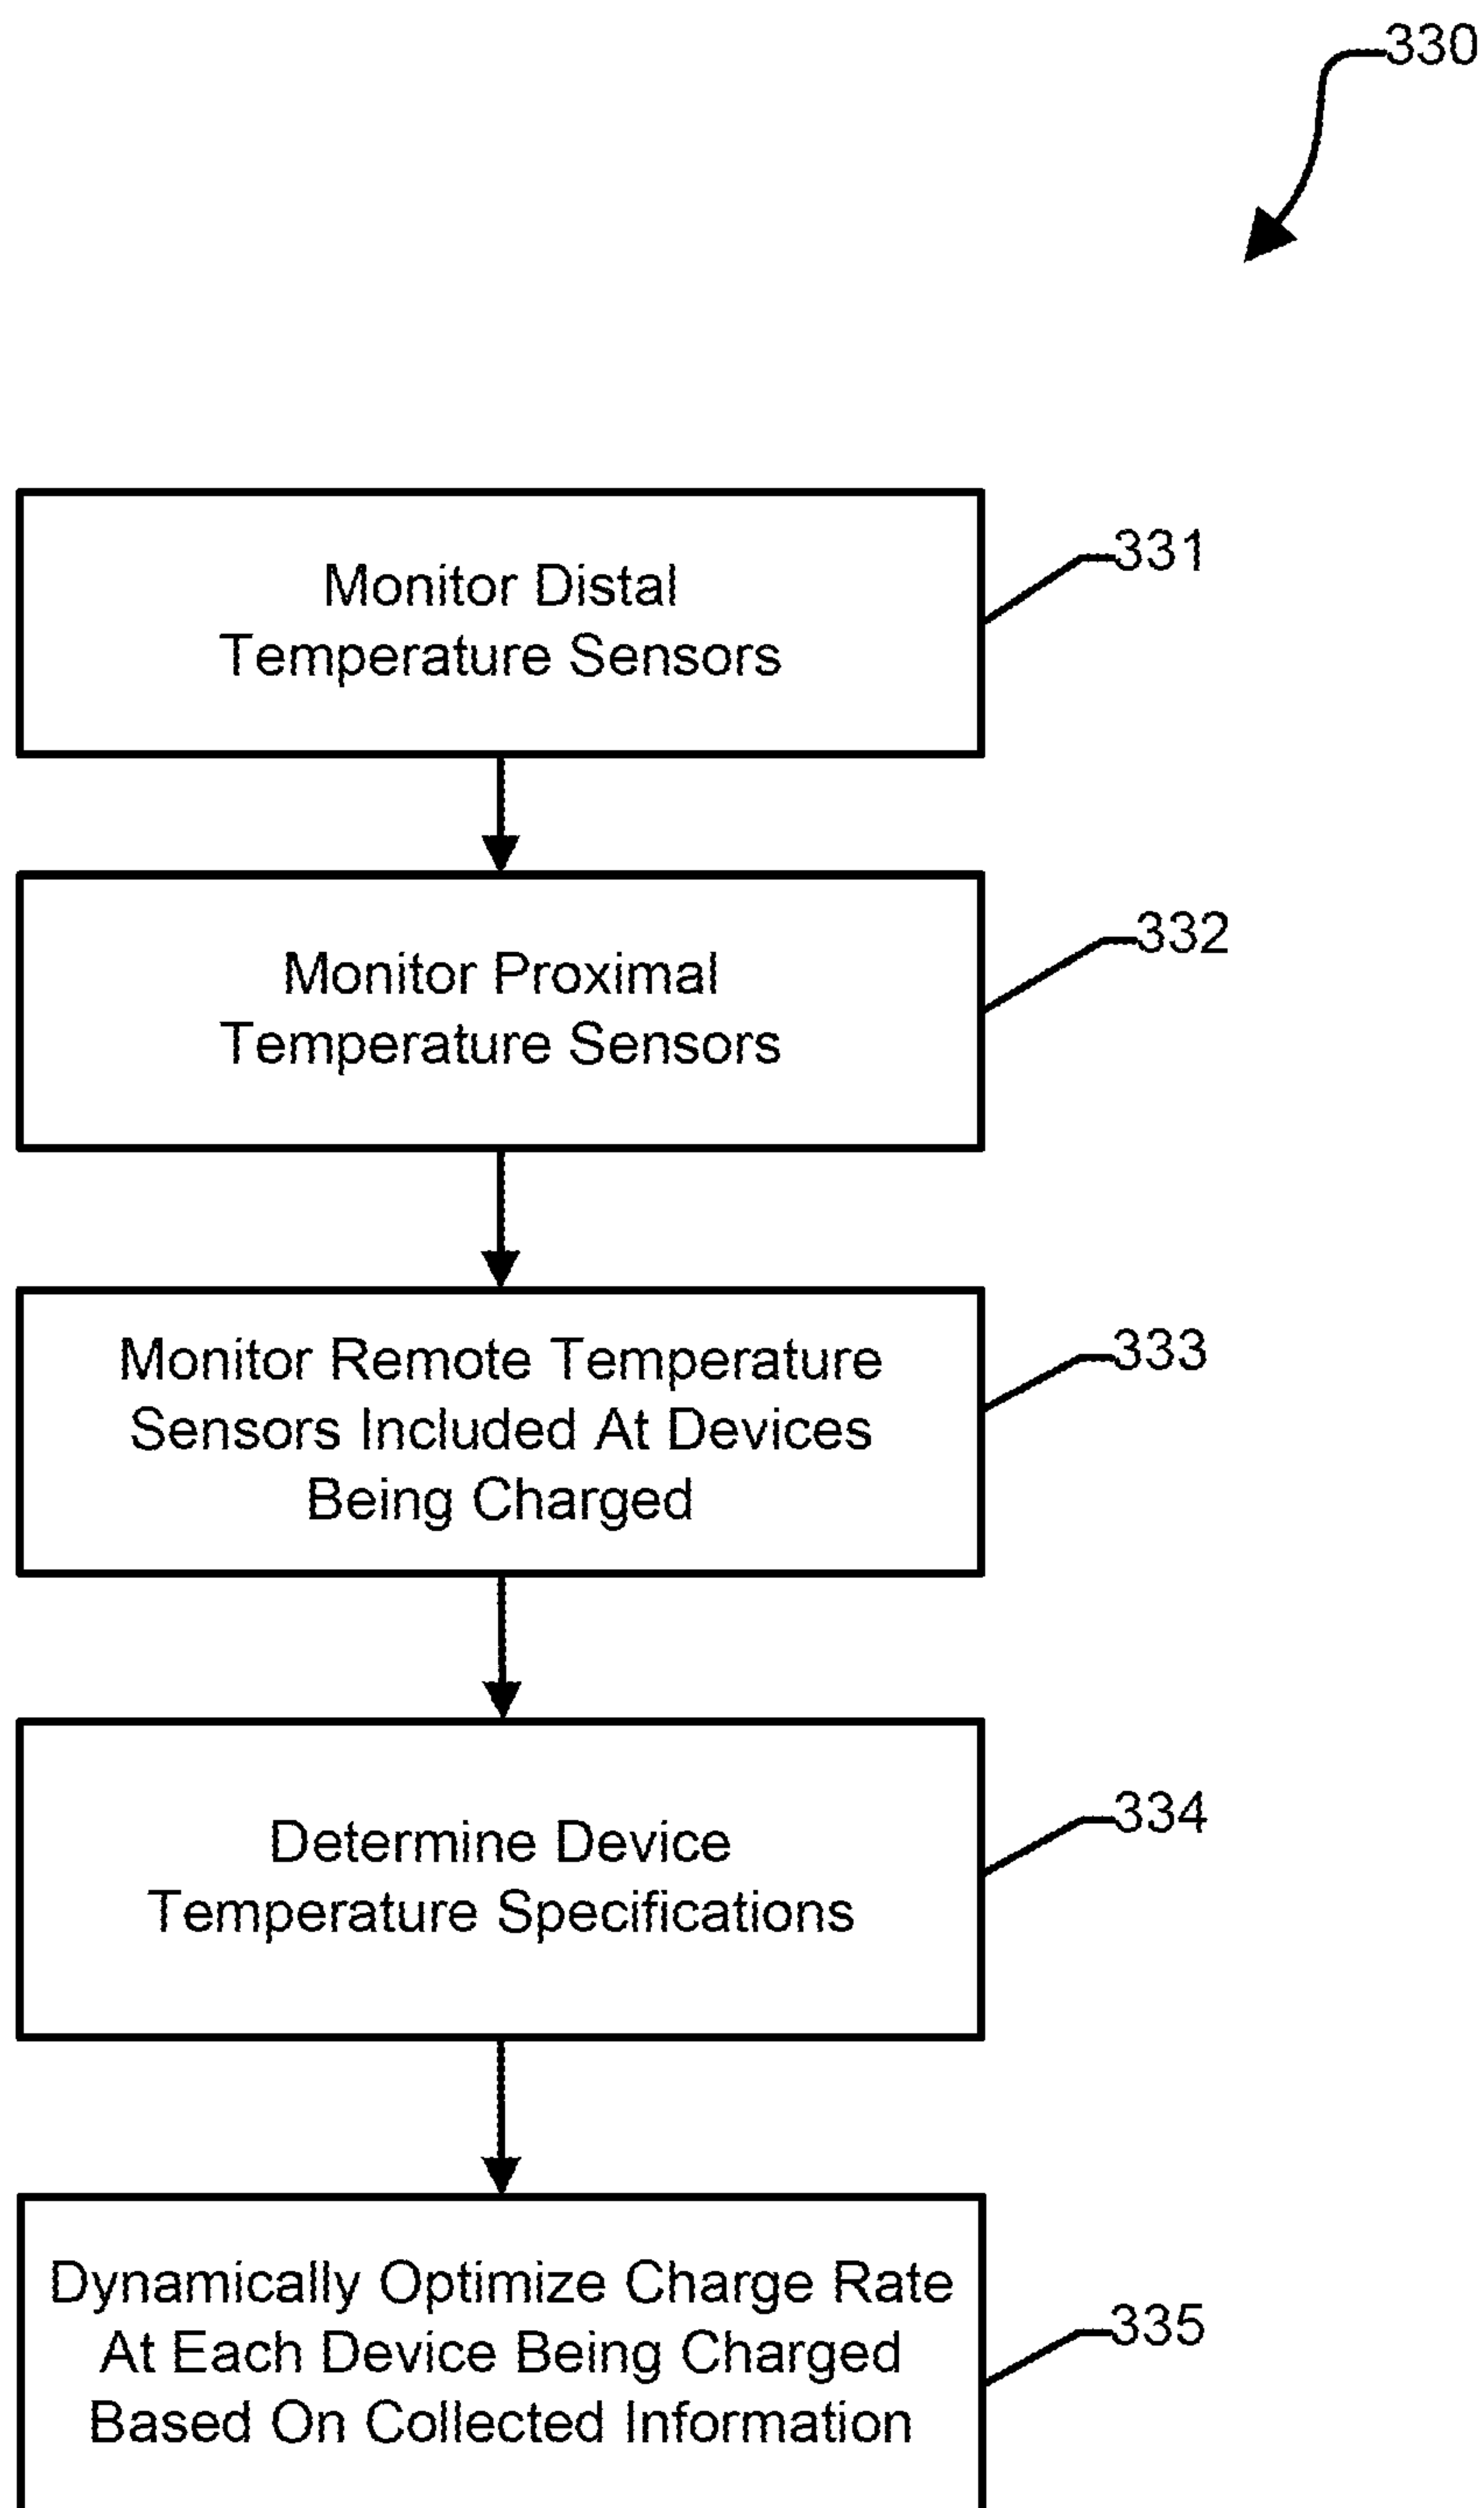 330
Monitor Distal
Temperature Sensors
331
Monitor Proximal
Temperature Sensors
332
Monitor Remote Temperature
Sensors Included At Devices
Being Charged
333
Determine Device
Temperature Specifications
334
Dynamically Optimize Charge Rate
At Each Device Being Charged
Based On Collected Information
335